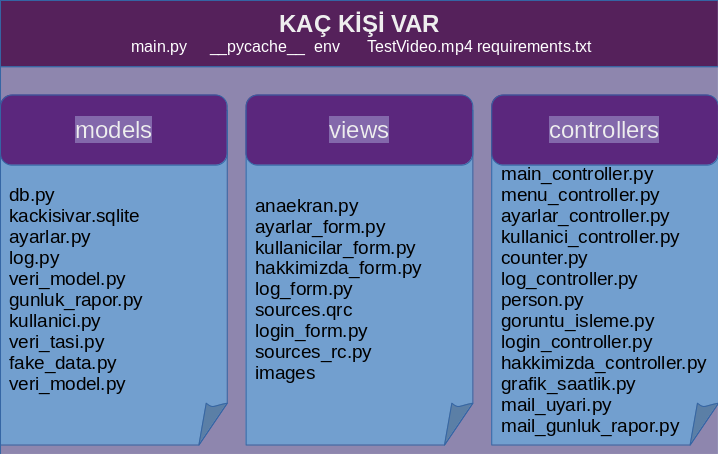 KAÇ KİŞİ VAR
main.py __pycache__ env TestVideo.mp4 requirements.txt
models
db.py
kackisivar.sqlite
ayarlar.py
log.py
veri_model.py
gunluk_rapor.py
kullanici.py
veri_tasi.py
fake_data.py
veri_model.py
views
anaekran.py
ayarlar_form.py
kullanicilar_form.py
hakkimizda_form.py
log_form.py
sources.qrc
login_form.py
sources_rc.py
images
controllers
main_controller.py
menu_controller.py
ayarlar_controller.py
kullanici_controller.py
counter.py
log_controller.py
person.py
goruntu_isleme.py
login_controller.py
hakkimizda_controller.py
grafik_saatlik.py
mail_uyari.py
mail_gunluk_rapor.py